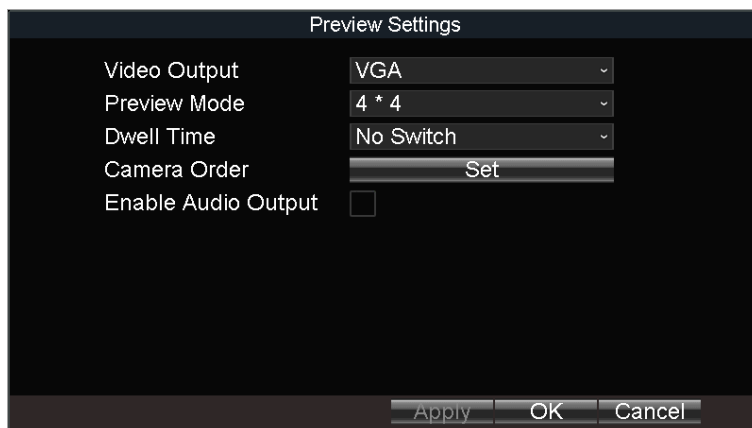 Preview Settings
Video Output VGA
Preview Mode 4 * 4
Dwell Time No Switch
Camera Order Set
Enable Audio Output
Apply OK Cancel